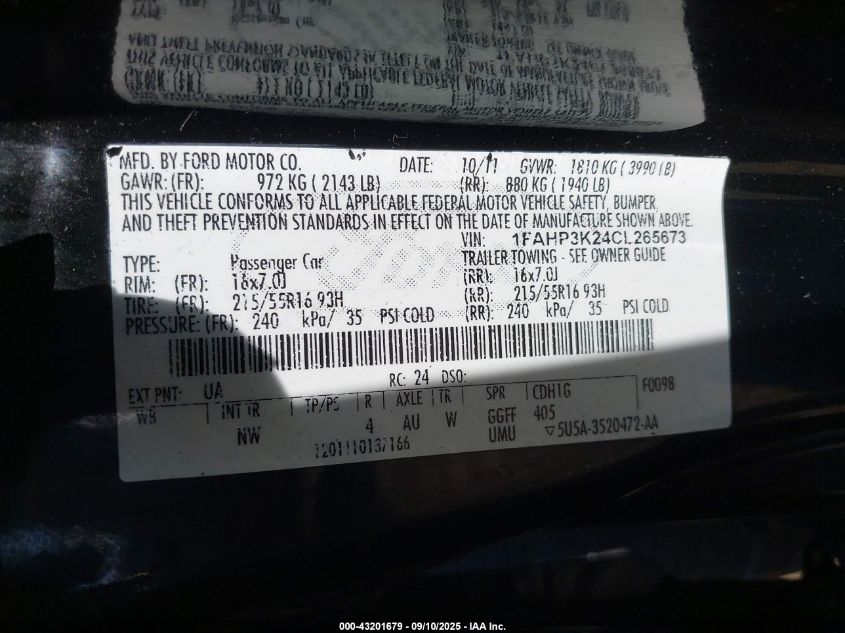 MFD. BY FORD MOTOR CO. DATE: 10/11 GVWR: 1810 KG ( 3990 LB)
GAWR: (FR): 972 KG ( 2143 LB) (RR): 880 KG ( 1940 LB)
THIS VEHICLE CONFORMS TO ALL APPLICABLE FEDERAL MOTOR VEHICLE SAFETY, BUMPER,
AND THEFT PREVENTION STANDARDS IN EFFECT ON THE DATE OF MANUFACTURE SHOWN ABOVE.
VIN: 1FAHP3K24CL265673
TYPE: Passenger Car TRAILER TOWING - SEE OWNER GUIDE
RIM: (FR): 16x7.0J (RR): 16x7.0J
TIRE: (FR): 215/55R16 93H (RR): 215/55R16 93H
PRESSURE: (FR): 240 kPa/ 35 PSI COLD (RR): 240 kPa/ 35 PSI COLD
RC: 24 DSO:
EXT PNT: UA F0098
WB INT TR TP/PS R AXLE TR SPR CDH1G
NW 4 AU W GGFF 405
1201110137166 UMU ▽5U5A-3520472-AA
000-43201679 - 09/10/2025 - IAA Inc.